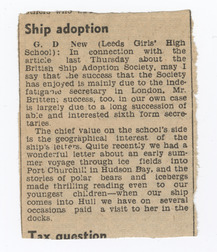 Ship adoption
G. D New (Leeds Girls' High
School): In connection with the
article last Thursday about the
British Ship Adoption Society, may I
say that the success that the Society
has enjoyed is mainly due to the inde-
fatigable secretary in London, Mr.
Britten; success, too, in our own case
is largely due to a long succession of
able and interested sixth form secre-
taries.
The chief value on the school's side
is the geographical interest of the
ship's letters. Quite recently we had a
wonderful letter about an early sum-
mer voyage through ice fields into
Port Churchill in Hudson Bay, and the
stories of polar bears and icebergs
made thrilling reading even to our
youngest children—when our ship
comes into Hull we have on several
occasions paid a visit to her in the
docks.
Tax question